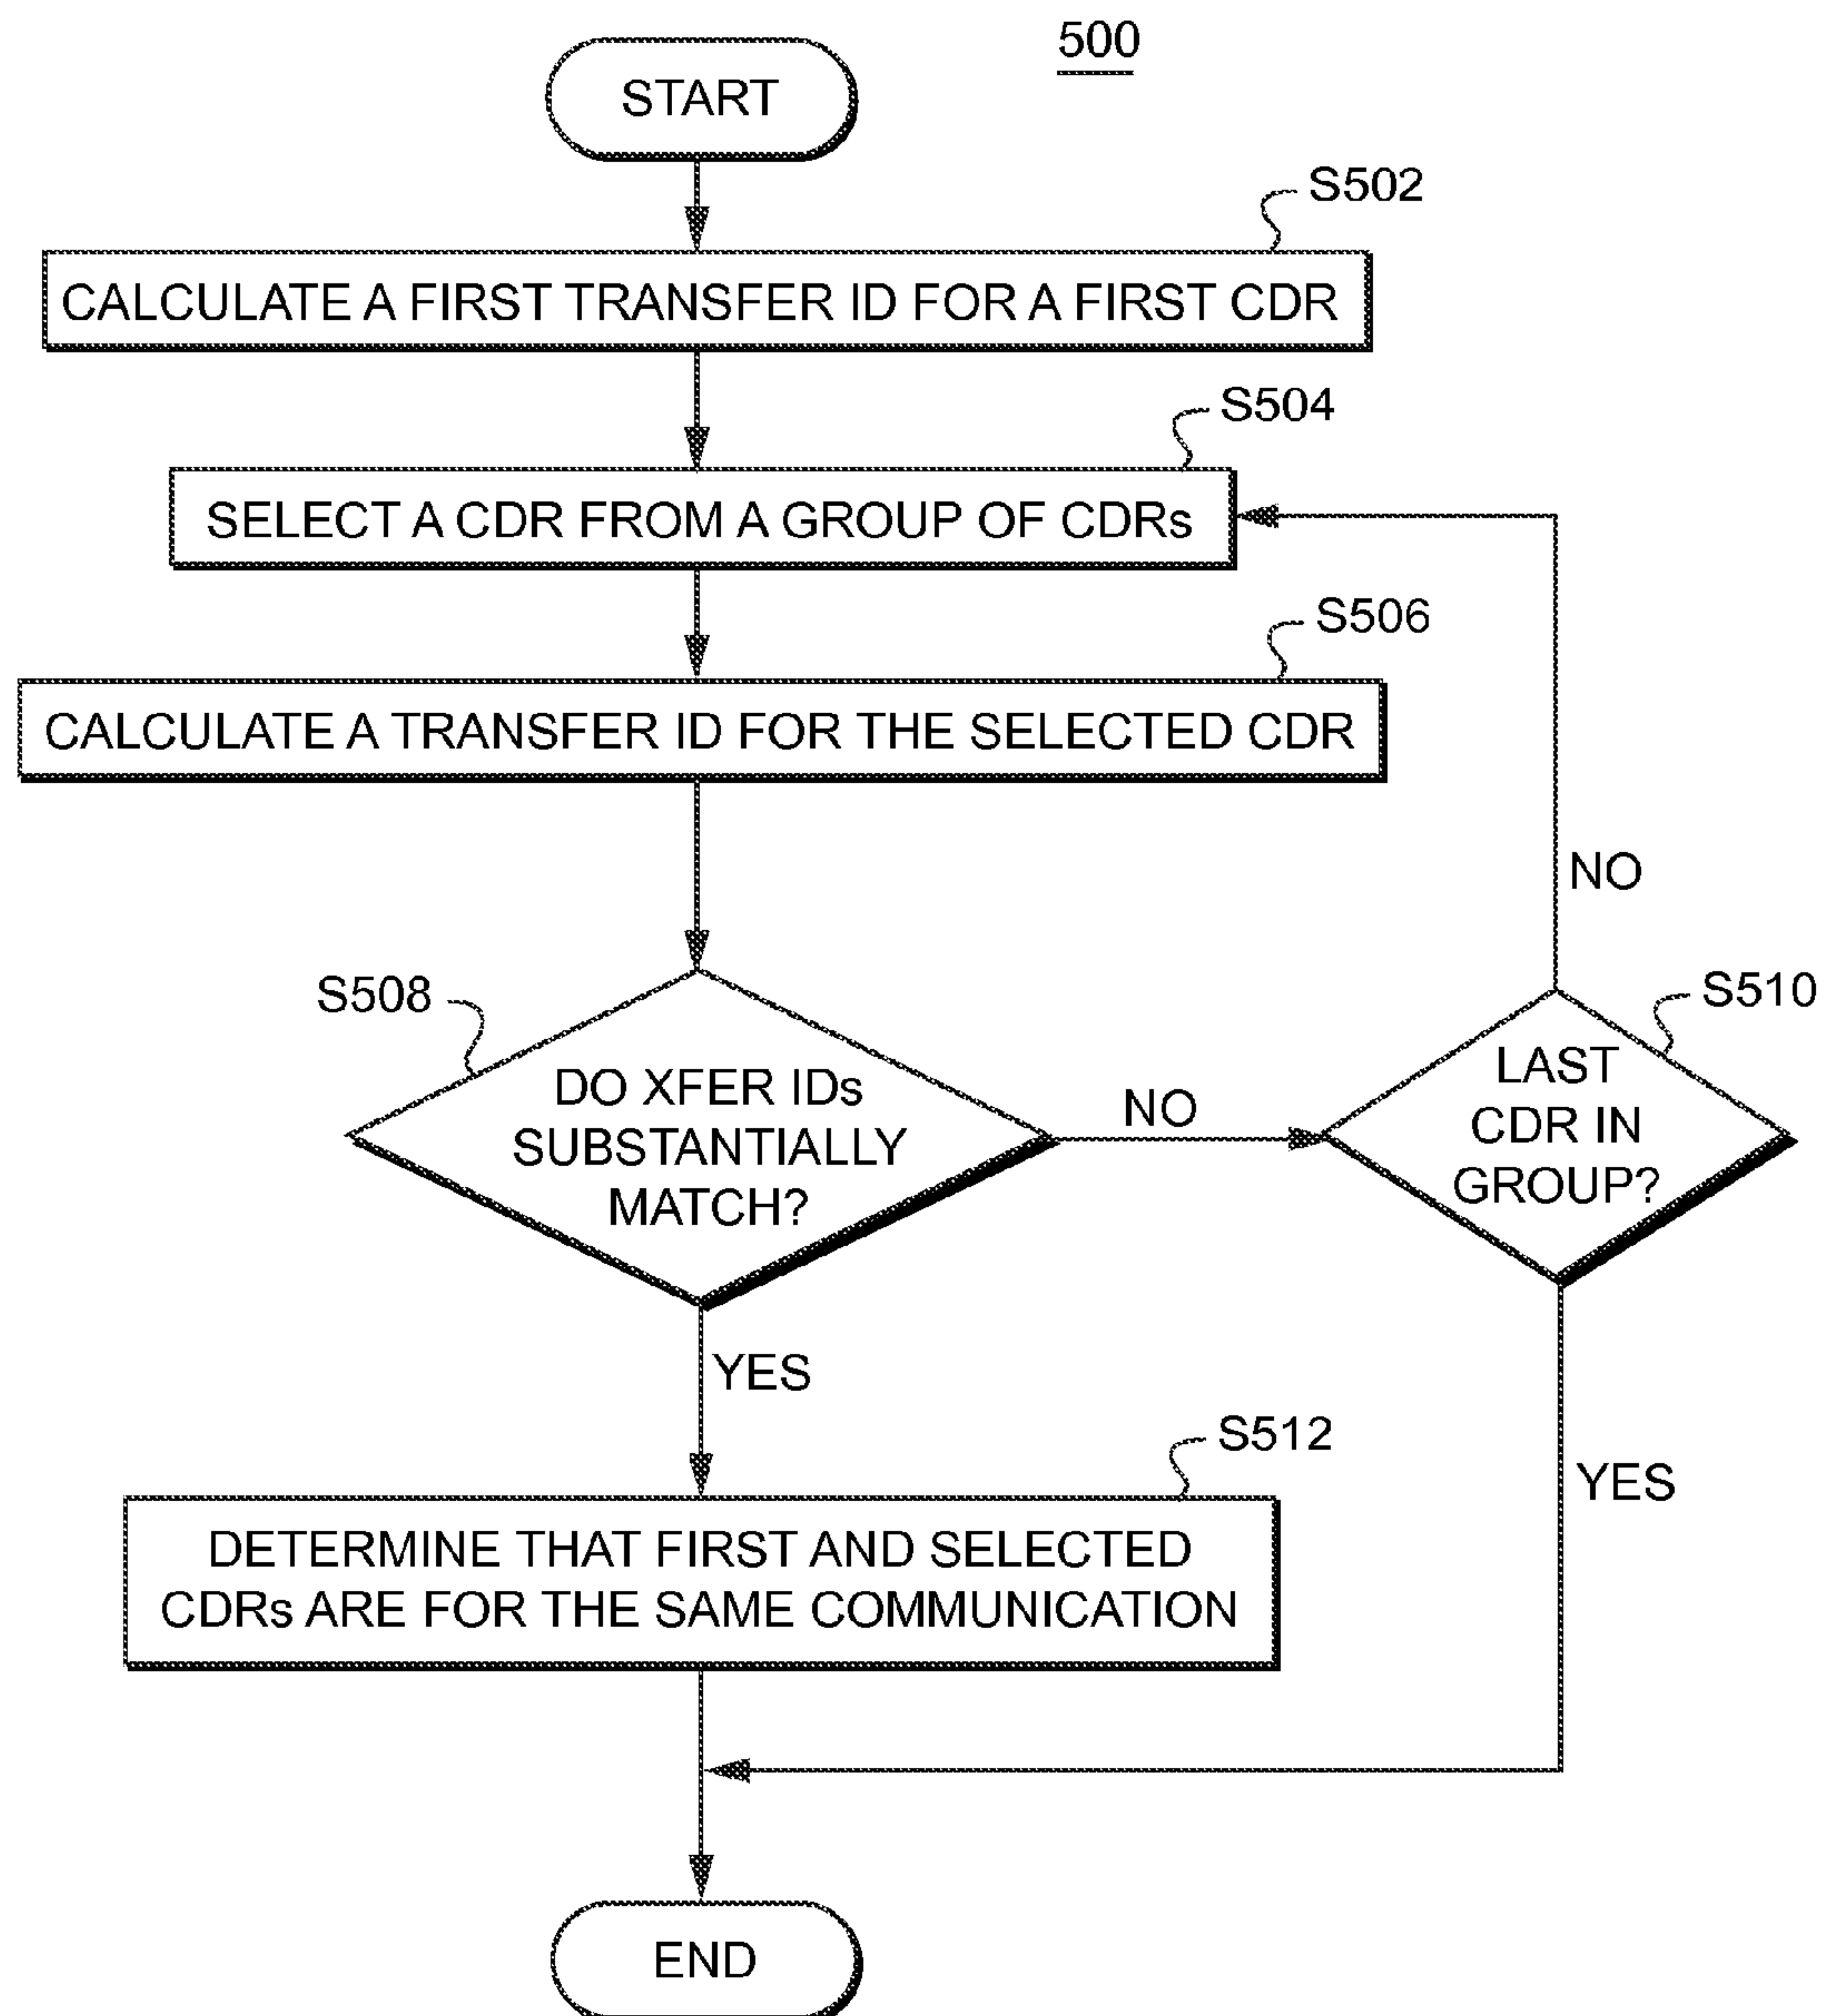 500
START
S502
CALCULATE A FIRST TRANSFER ID FOR A FIRST CDR
S504
SELECT A CDR FROM A GROUP OF CDRs
S506
CALCULATE A TRANSFER ID FOR THE SELECTED CDR
NO
S508
S510
DO XFER IDs
SUBSTANTIALLY
MATCH?
NO
LAST
CDR IN
GROUP?
YES
S512
YES
DETERMINE THAT FIRST AND SELECTED
CDRs ARE FOR THE SAME COMMUNICATION
END